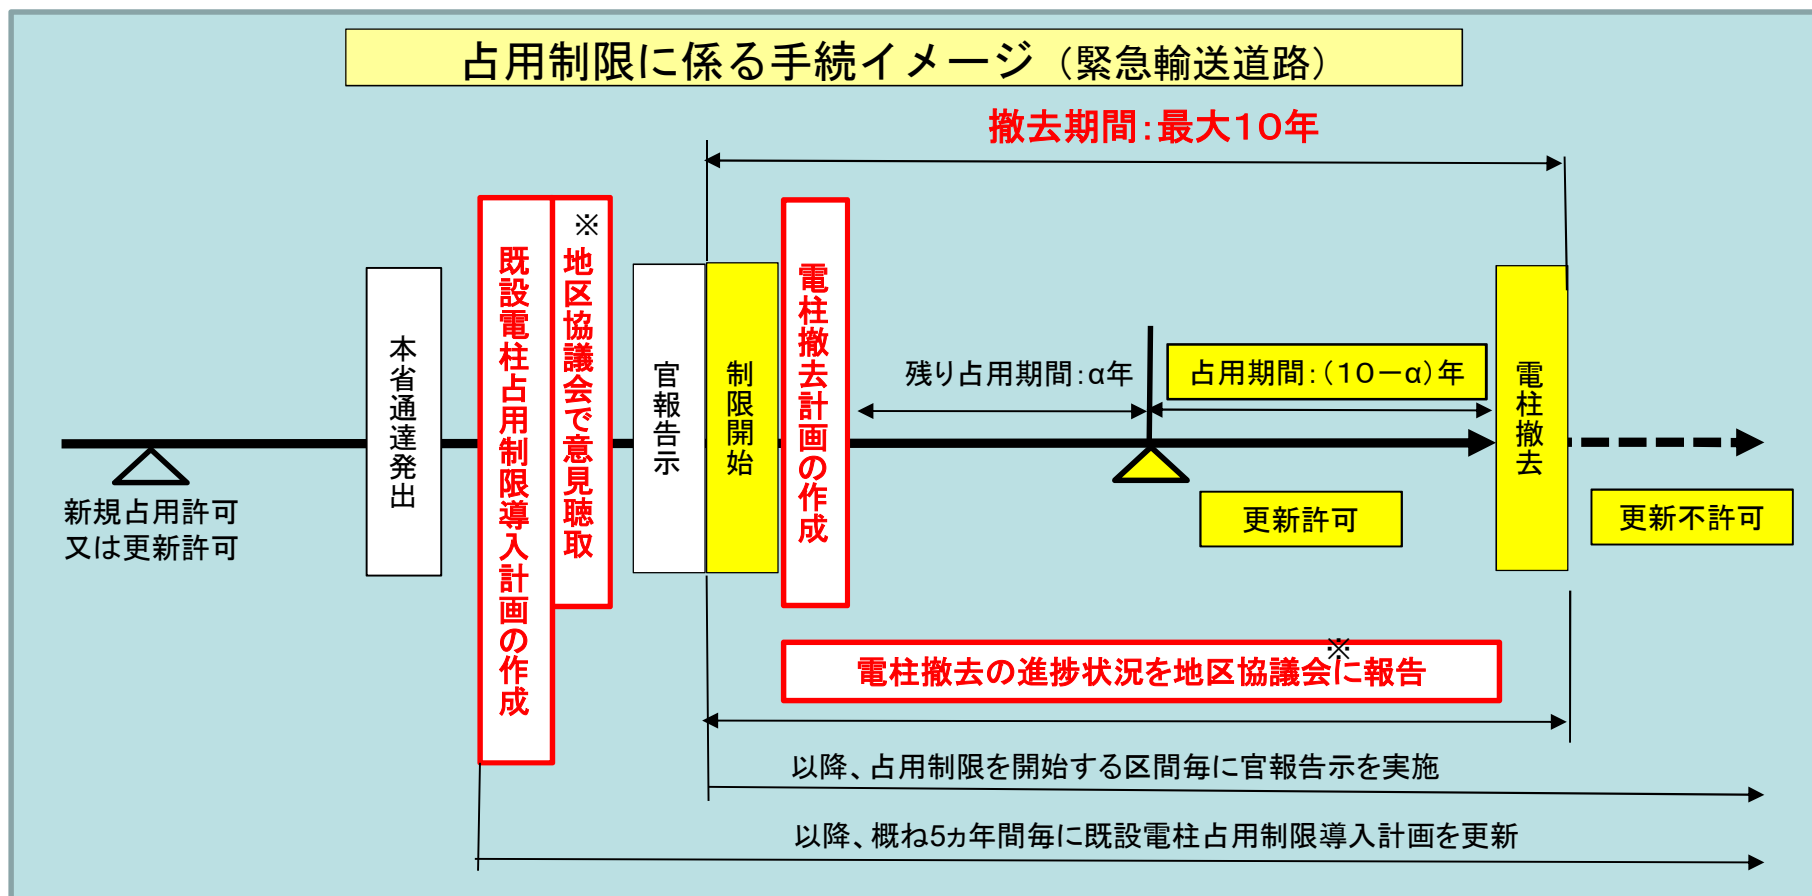 占用制限に係る手続イメージ（緊急輸送道路）
撤去期間：最大１０年
新規占用許可
又は更新許可
本省通達発出
既設電柱占用制限導入計画の作成
※
地区協議会で意見聴取
官報告示
制限開始
電柱撤去計画の作成
残り占用期間：α年
占用期間：（１０－α）年
更新許可
電柱撤去
更新不許可
※
電柱撤去の進捗状況を地区協議会に報告
以降、占用制限を開始する区間毎に官報告示を実施
以降、概ね5ヵ年間毎に既設電柱占用制限導入計画を更新